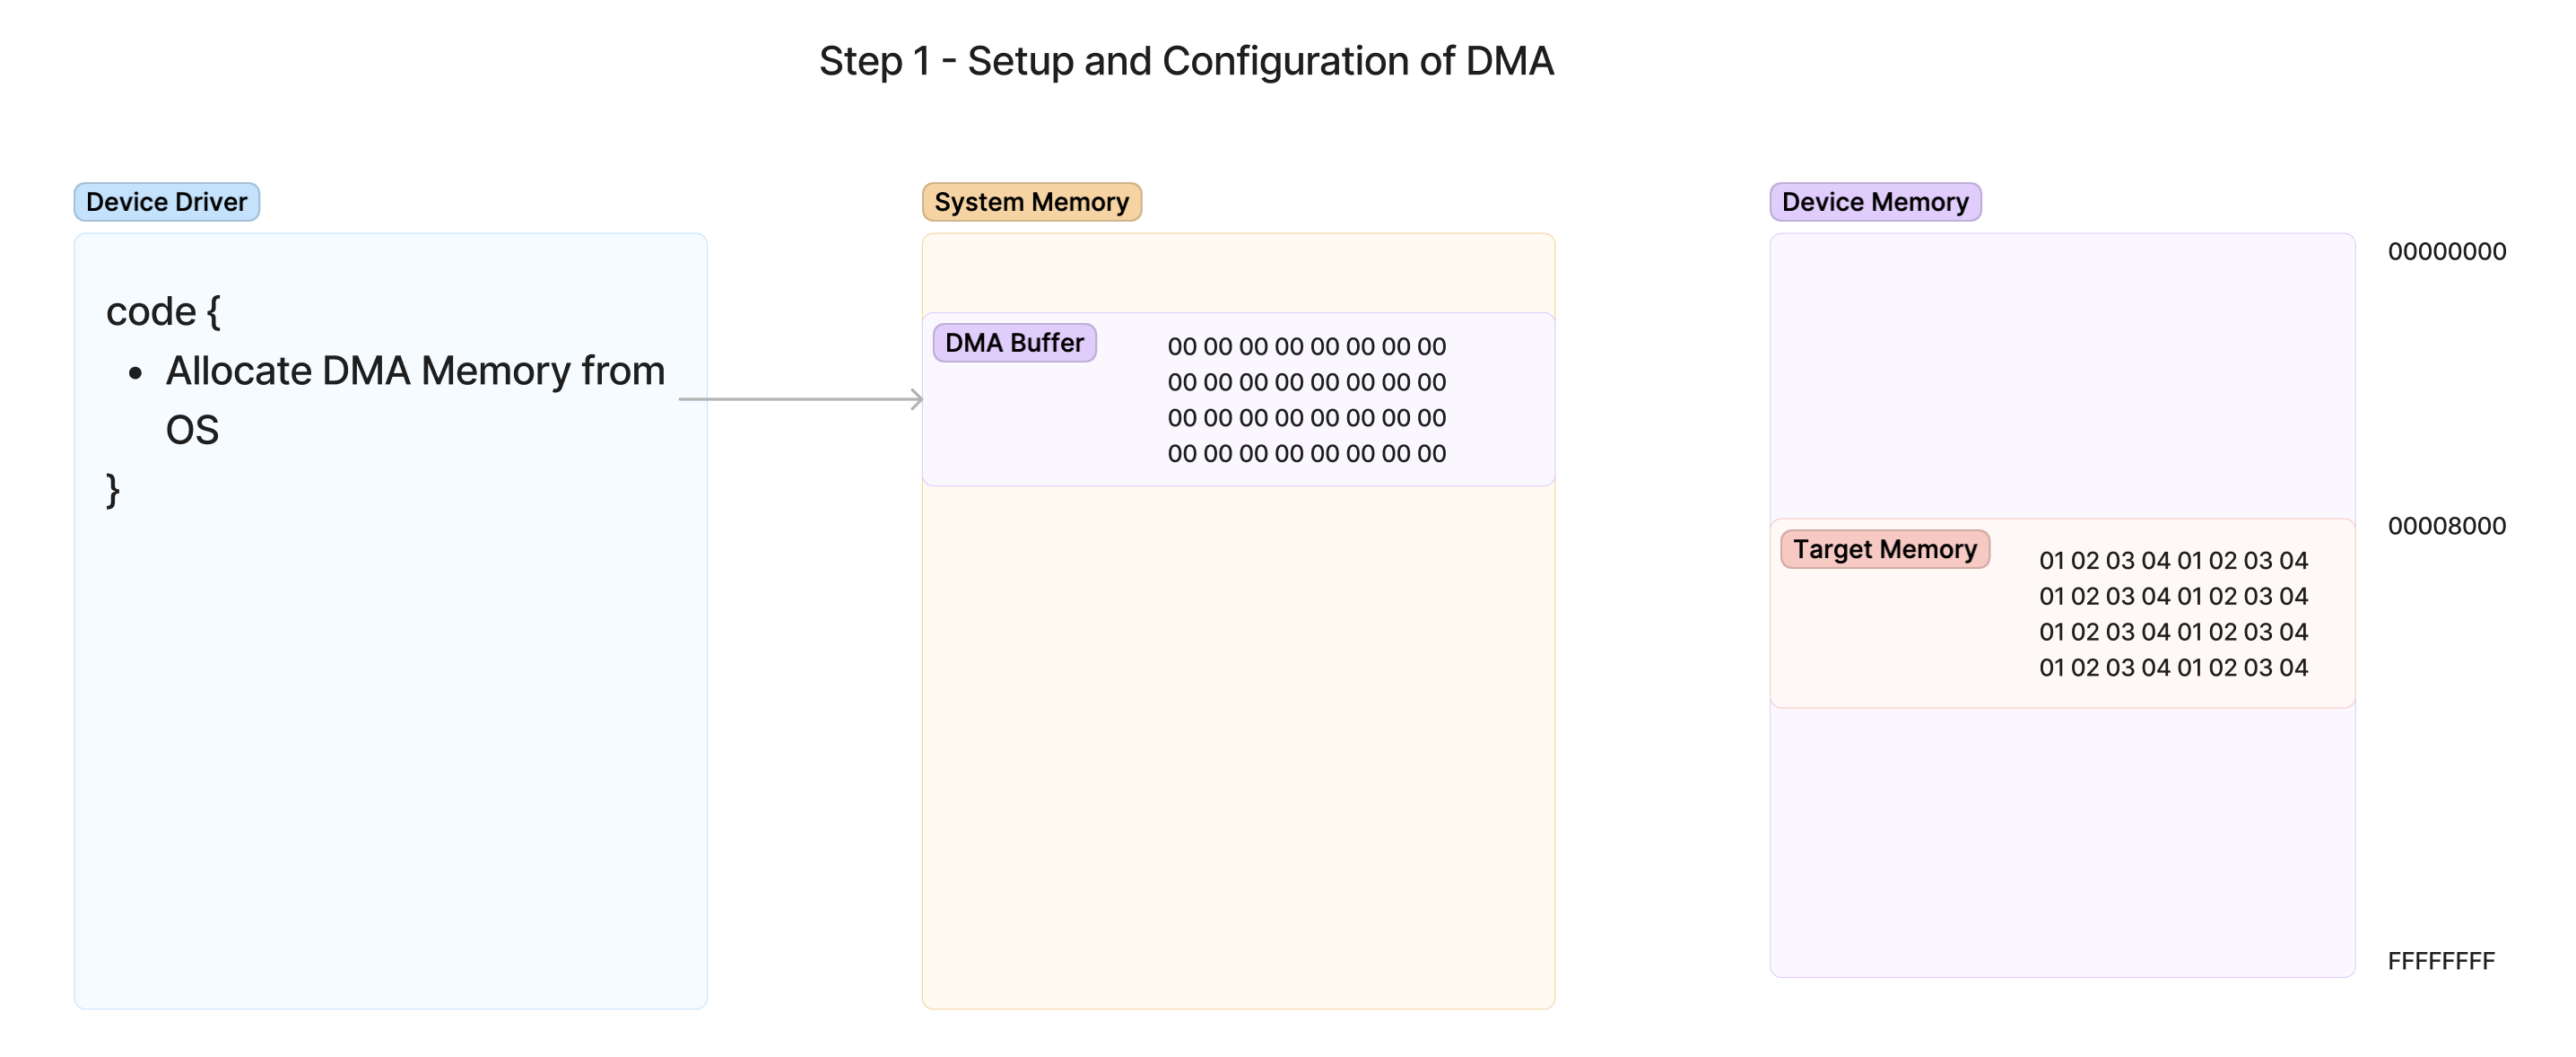 Step 1 - Setup and Configuration of DMA
Device Driver
code {
• Allocate DMA Memory from
OS
}
System Memory
DMA Buffer
00 00 00 00 00 00 00 00
00 00 00 00 00 00 00 00
00 00 00 00 00 00 00 00
00 00 00 00 00 00 00 00
Device Memory
00000000
00008000
Target Memory
01 02 03 04 01 02 03 04
01 02 03 04 01 02 03 04
01 02 03 04 01 02 03 04
01 02 03 04 01 02 03 04
FFFFFFFF